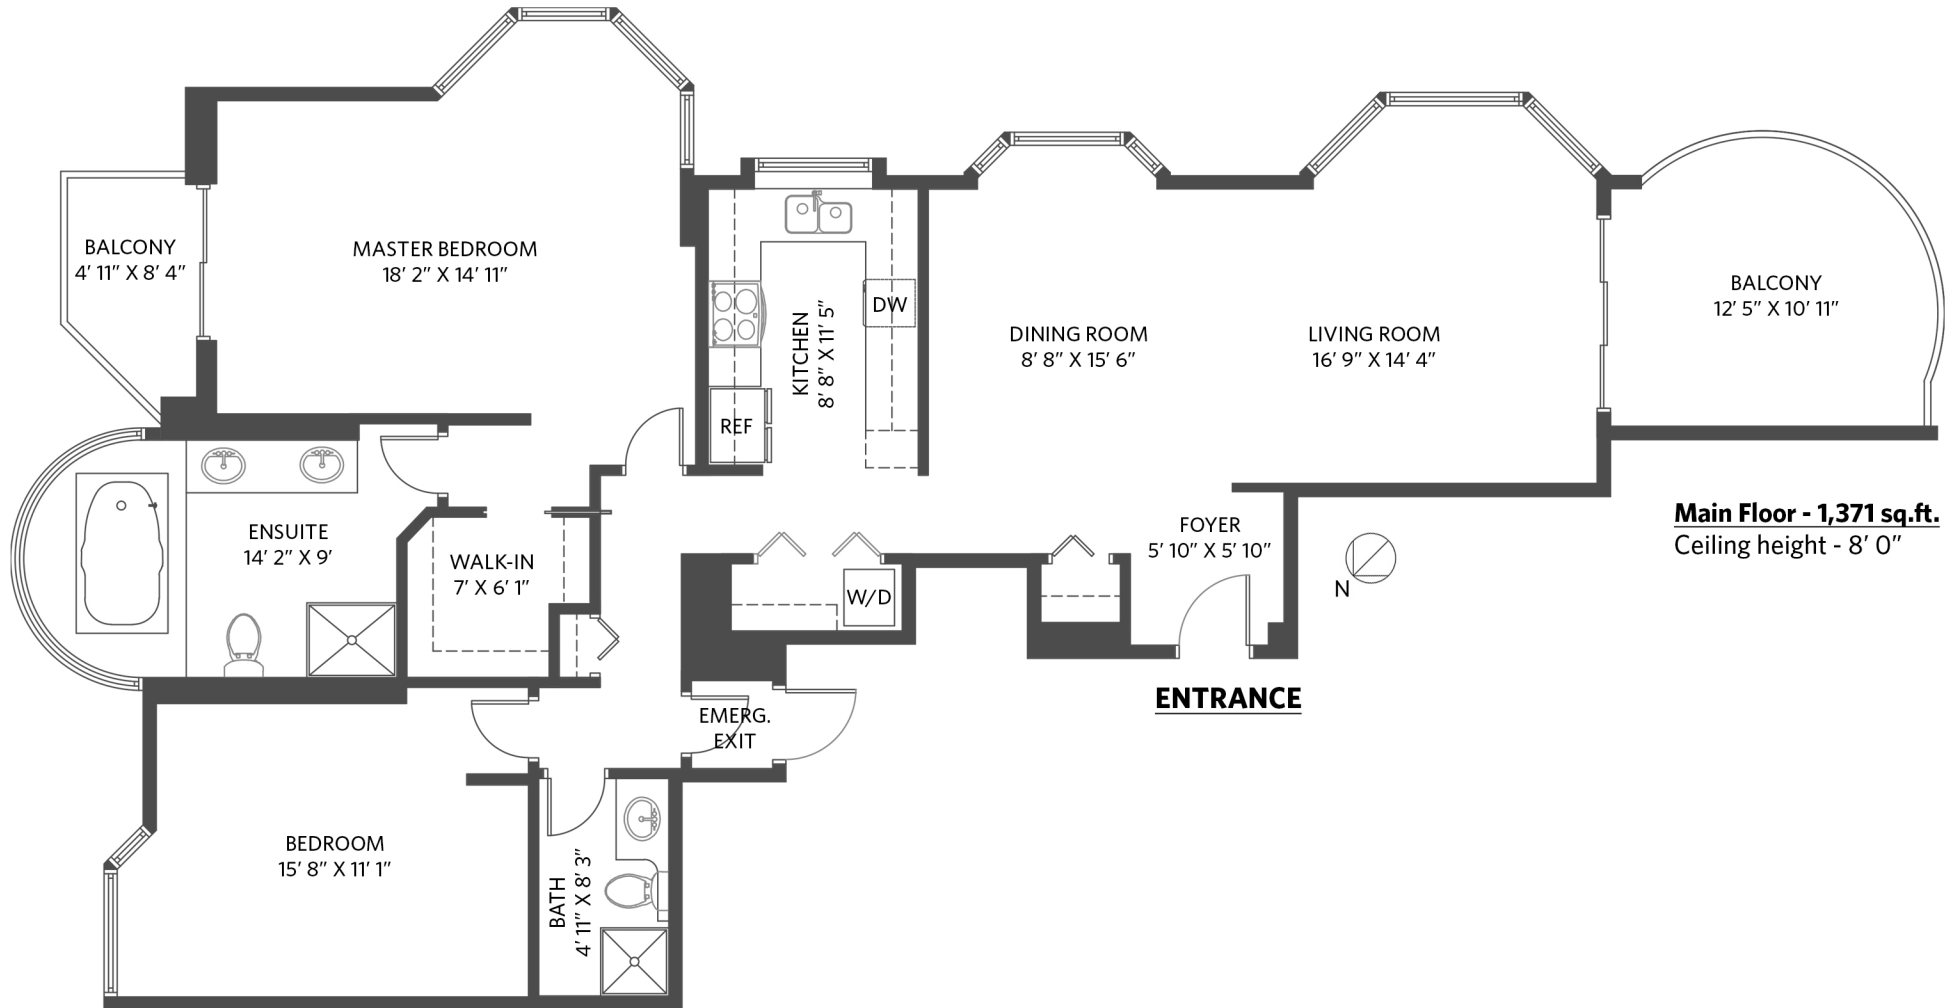 BALCONY
4’ 11” X 8’ 4”
MASTER BEDROOM
18’ 2” X 14’ 11”
KITCHEN
8’ 8” X 11’ 5”
DW
REF
DINING ROOM
8’ 8” X 15’ 6”
LIVING ROOM
16’ 9” X 14’ 4”
BALCONY
12’ 5” X 10’ 11”
ENSUITE
14’ 2” X 9’
WALK-IN
7’ X 6’ 1”
W/D
FOYER
5’ 10” X 5’ 10”
N
Main Floor - 1,371 sq.ft.
Ceiling height - 8’ 0”
ENTRANCE
EMERG.
EXIT
BEDROOM
15’ 8” X 11’ 1”
BATH
4’ 11” X 8’ 3”